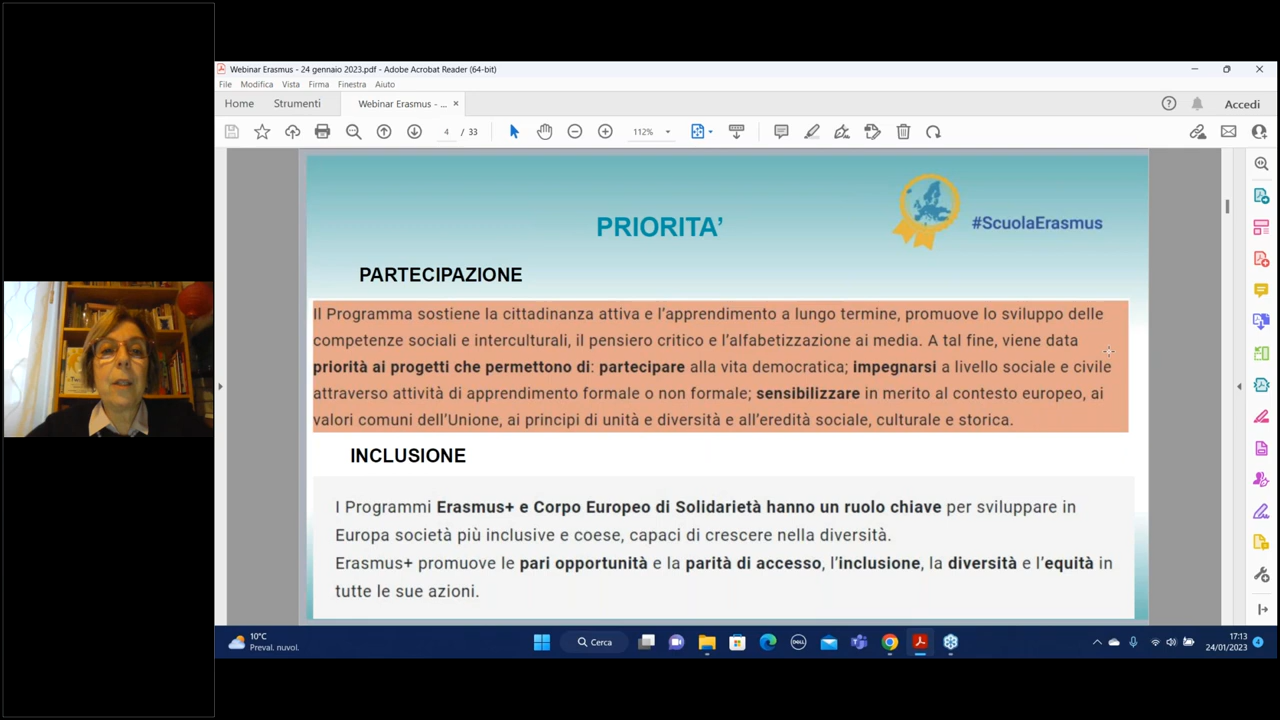 Webinar Erasmus - 24 gennaio 2023.pdf - Adobe Acrobat Reader (64-bit)
File Modifica Vista Firma Finestra Aiuto
Home Strumenti Webinar Erasmus - ... × Accedi
4 / 33 112%
PRIORITA’
#ScuolaErasmus
PARTECIPAZIONE
Il Programma sostiene la cittadinanza attiva e l’apprendimento a lungo termine, promuove lo sviluppo delle
competenze sociali e interculturali, il pensiero critico e l’alfabetizzazione ai media. A tal fine, viene data
priorità ai progetti che permettono di: partecipare alla vita democratica; impegnarsi a livello sociale e civile
attraverso attività di apprendimento formale o non formale; sensibilizzare in merito al contesto europeo, ai
valori comuni dell’Unione, ai principi di unità e diversità e all’eredità sociale, culturale e storica.
INCLUSIONE
I Programmi Erasmus+ e Corpo Europeo di Solidarietà hanno un ruolo chiave per sviluppare in
Europa società più inclusive e coese, capaci di crescere nella diversità.
Erasmus+ promuove le pari opportunità e la parità di accesso, l’inclusione, la diversità e l’equità in
tutte le sue azioni.
10°C
Preval. nuvol.
Cerca
DELL
17:13
24/01/2023
4